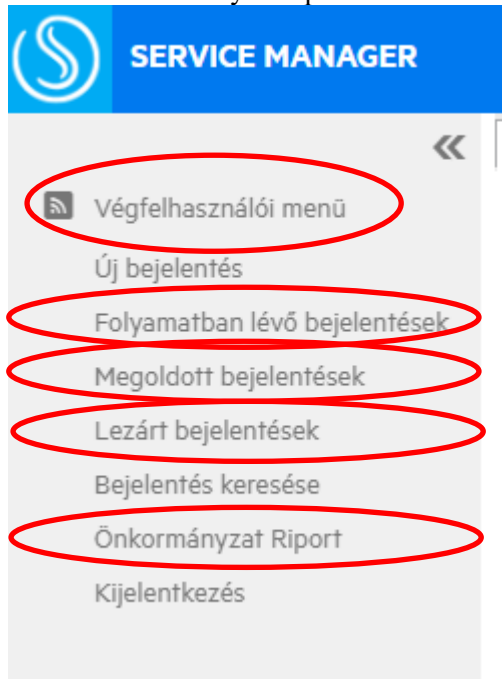 SERVICE MANAGER
Végfelhasználói menü
Új bejelentés
Folyamatban lévő bejelentések
Megoldott bejelentések
Lezárt bejelentések
Bejelentés keresése
Önkormányzat Riport
Kijelentkezés